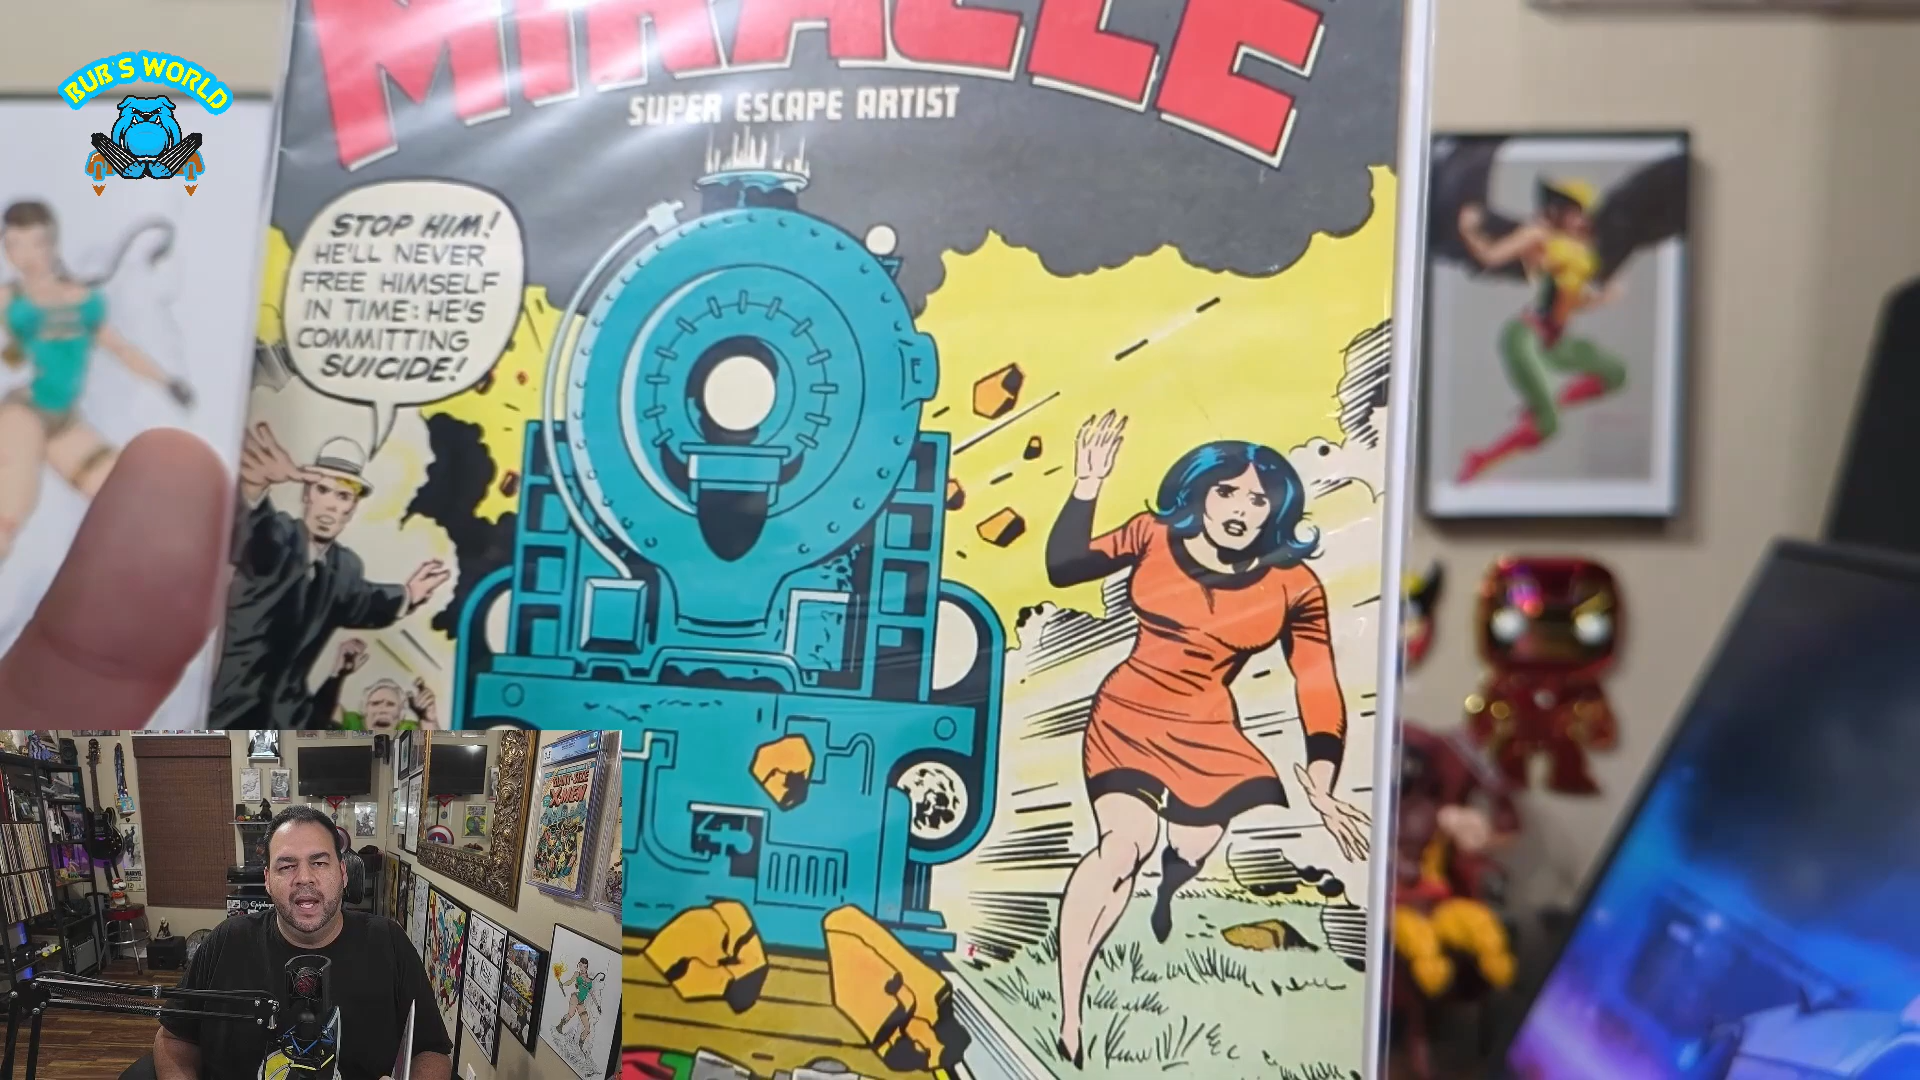 BUB'S WORLD
MIRACLE
SUPER ESCAPE ARTIST
STOP HIM!
HE'LL NEVER
FREE HIMSELF
IN TIME: HE'S
COMMITTING
SUICIDE!